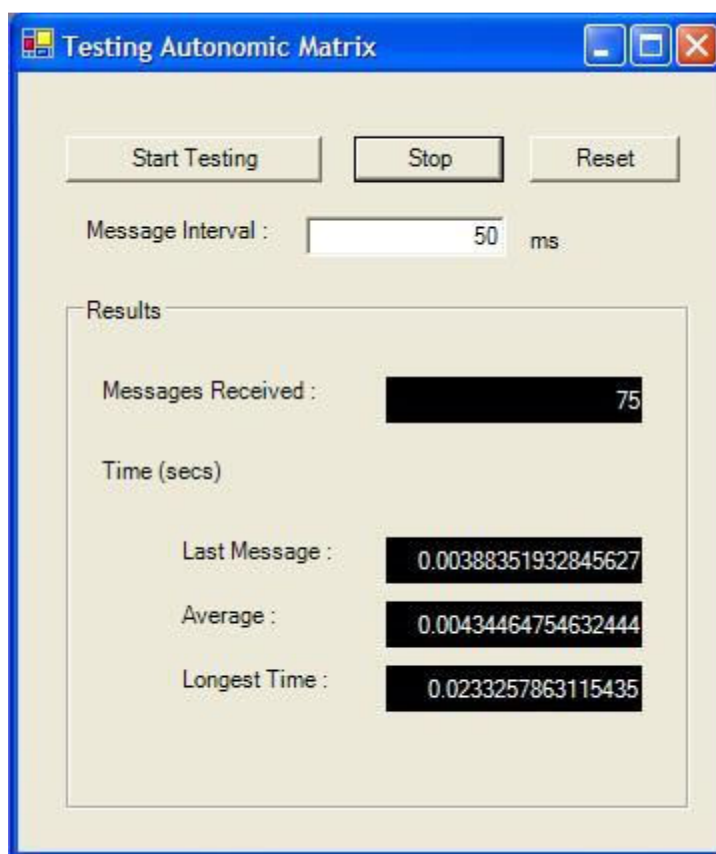 Testing Autonomic Matrix
Start Testing Stop Reset
Message Interval : 50 ms
Results
Messages Received : 75
Time (secs)
Last Message : 0.00388351932845627
Average : 0.00434464754632444
Longest Time : 0.0233257863115435